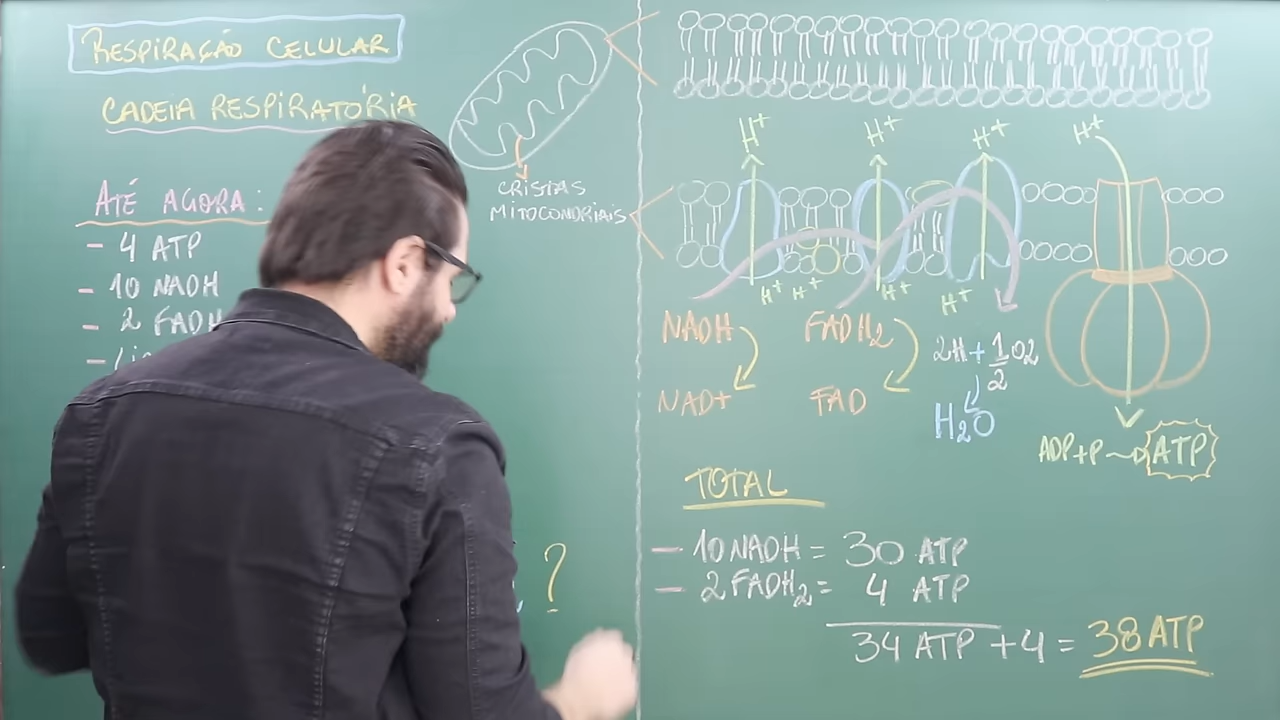 RESPIRAÇÃO CELULAR
CADEIA RESPIRATÓRIA
ATÉ AGORA:
- 4 ATP
- 10 NADH
- 2 FADH
-
?
CRISTAS
MITOCONDRIAIS
H+ H+ H+ H+
H+ H+ H+ H+
NADH
NAD+
FADH2
FAD
2H + 1/2 O2
H2O
ADP+P → ATP
TOTAL
- 10 NADH = 30 ATP
- 2 FADH2 = 4 ATP
34 ATP + 4 = 38 ATP